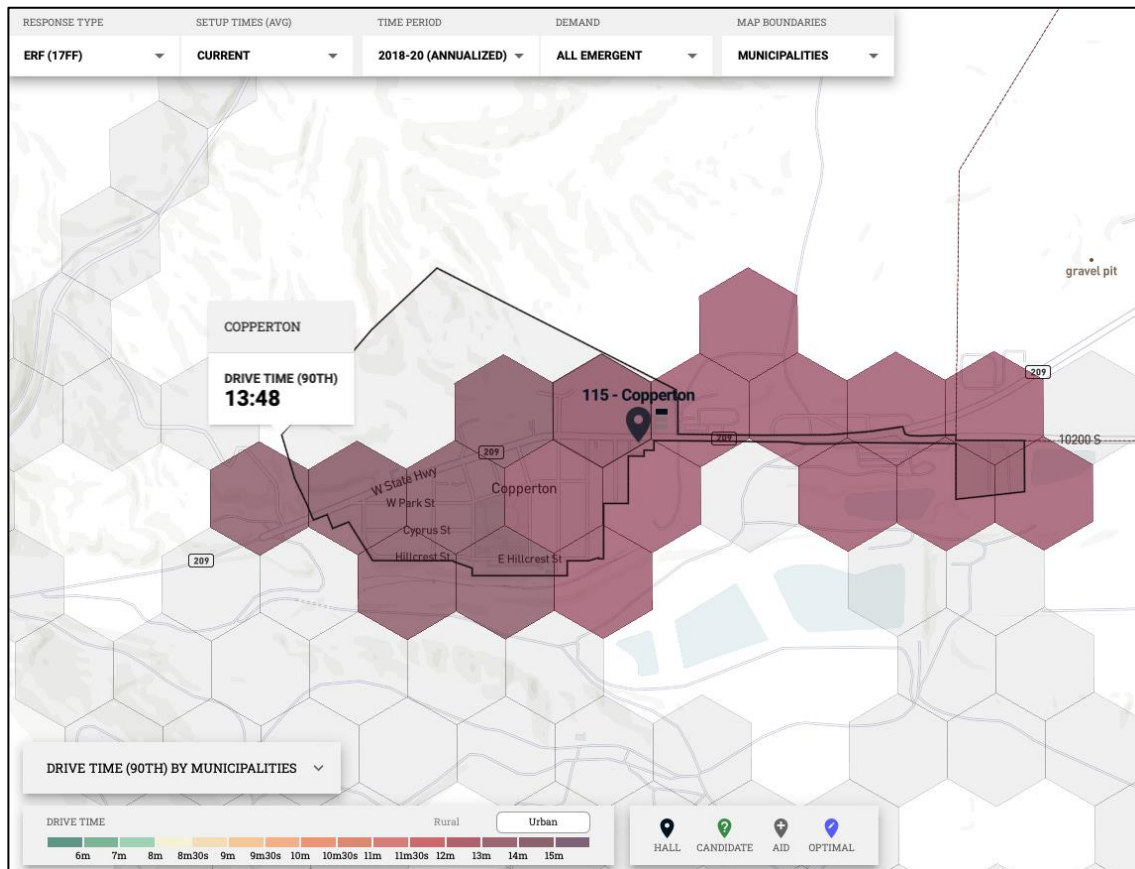 RESPONSE TYPE SETUP TIMES (AVG) TIME PERIOD DEMAND MAP BOUNDARIES
ERF (17FF) CURRENT 2018-20 (ANNUALIZED) ALL EMERGENT MUNICIPALITIES
gravel pit
COPPERTON
DRIVE TIME (90TH)
13:48
209
115 - Copperton
209
10200 S
209
W State Hwy
Copperton
W Park St
Cyprus St
Hillcrest St E Hillcrest St
209
DRIVE TIME (90TH) BY MUNICIPALITIES
DRIVE TIME Rural Urban
6m 7m 8m 8m30s 9m 9m30s 10m 10m30s 11m 11m30s 12m 13m 14m 15m
HALL CANDIDATE AID OPTIMAL